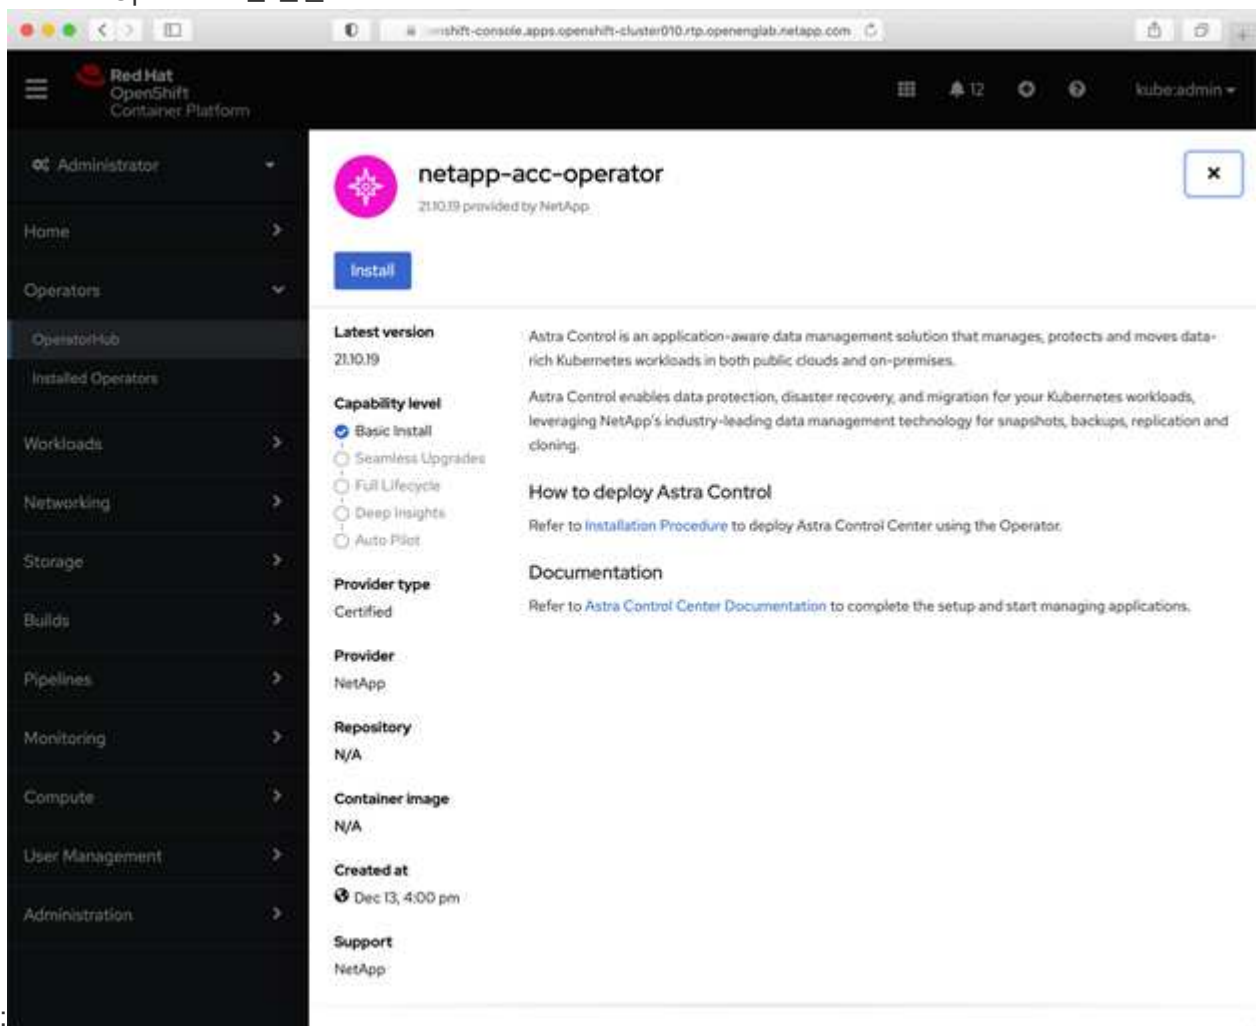 shift-console.apps.openshift-cluster010.rtp.openenglab.netapp.com
Red Hat
OpenShift
Container Platform
12
kube:admin
Administrator
Home
Operators
OperatorHub
Installed Operators
Workloads
Networking
Storage
Builds
Pipelines
Monitoring
Compute
User Management
Administration
netapp-acc-operator
21.10.19 provided by NetApp
Install
Latest version
21.10.19
Capability level
Basic Install
Seamless Upgrades
Full Lifecycle
Deep Insights
Auto Pilot
Provider type
Certified
Provider
NetApp
Repository
N/A
Container image
N/A
Created at
Dec 13, 4:00 pm
Support
NetApp
Astra Control is an application-aware data management solution that manages, protects and moves data-
rich Kubernetes workloads in both public clouds and on-premises.
Astra Control enables data protection, disaster recovery, and migration for your Kubernetes workloads,
leveraging NetApp's industry-leading data management technology for snapshots, backups, replication and
cloning.
How to deploy Astra Control
Refer to Installation Procedure to deploy Astra Control Center using the Operator.
Documentation
Refer to Astra Control Center Documentation to complete the setup and start managing applications.